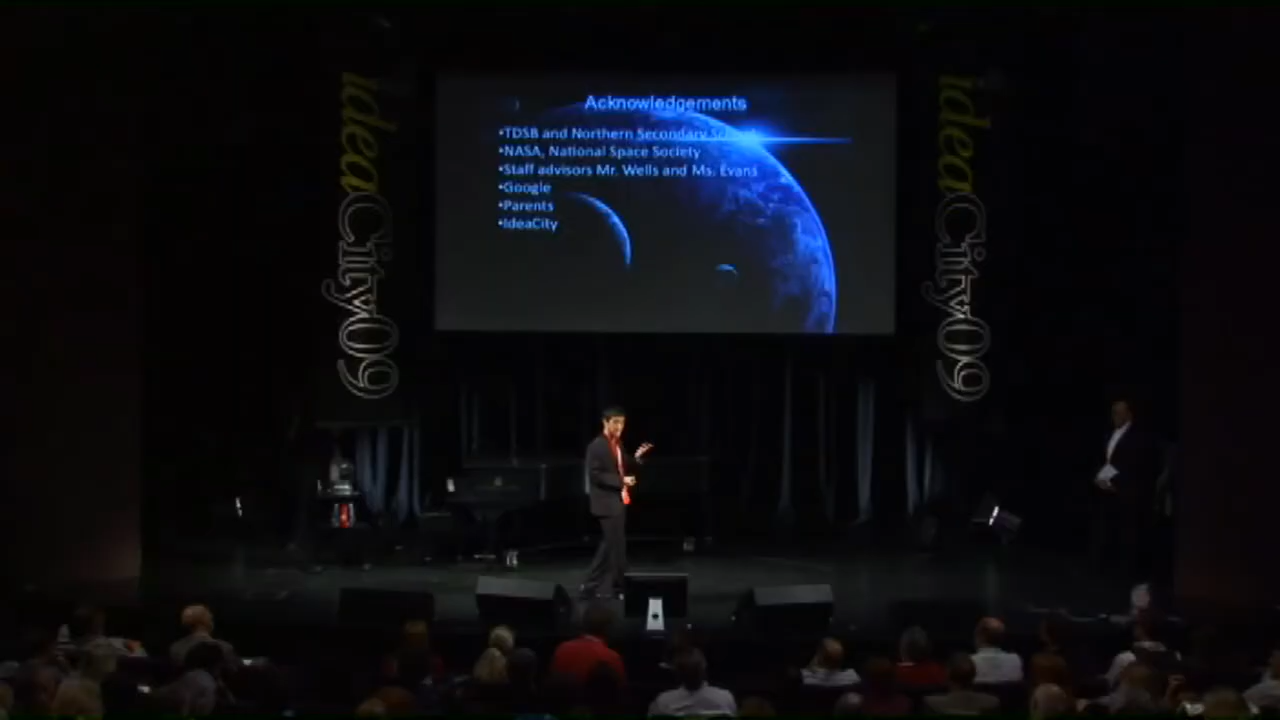 Acknowledgements
•TDSB and Northern Secondary School
•NASA, National Space Society
•Staff advisors Mr. Wells and Ms. Evans
•Google
•Parents
•IdeaCity
ideaCity09
ideaCity09